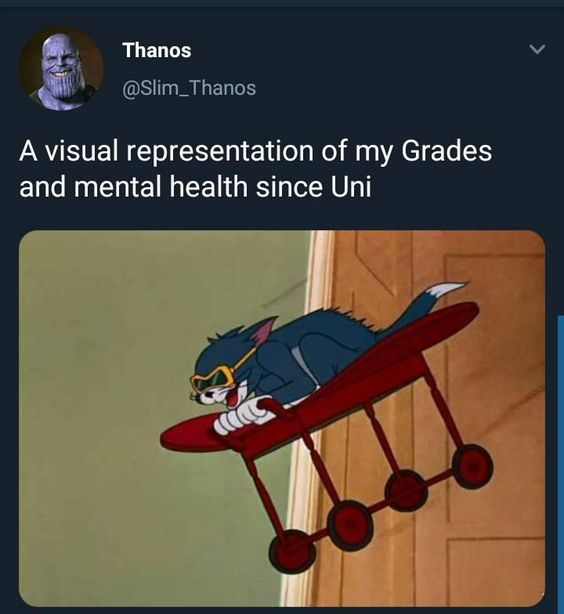 Thanos
@Slim_Thanos
A visual representation of my Grades
and mental health since Uni